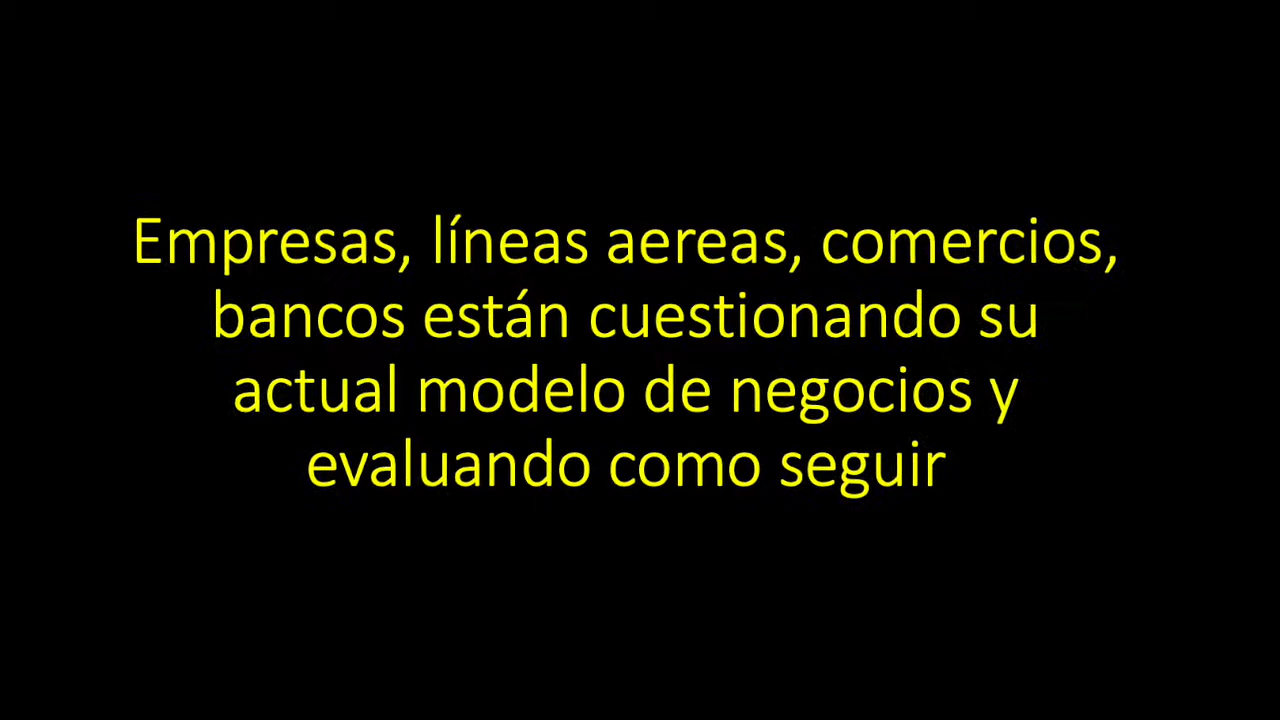 Empresas, líneas aereas, comercios,
bancos están cuestionando su
actual modelo de negocios y
evaluando como seguir